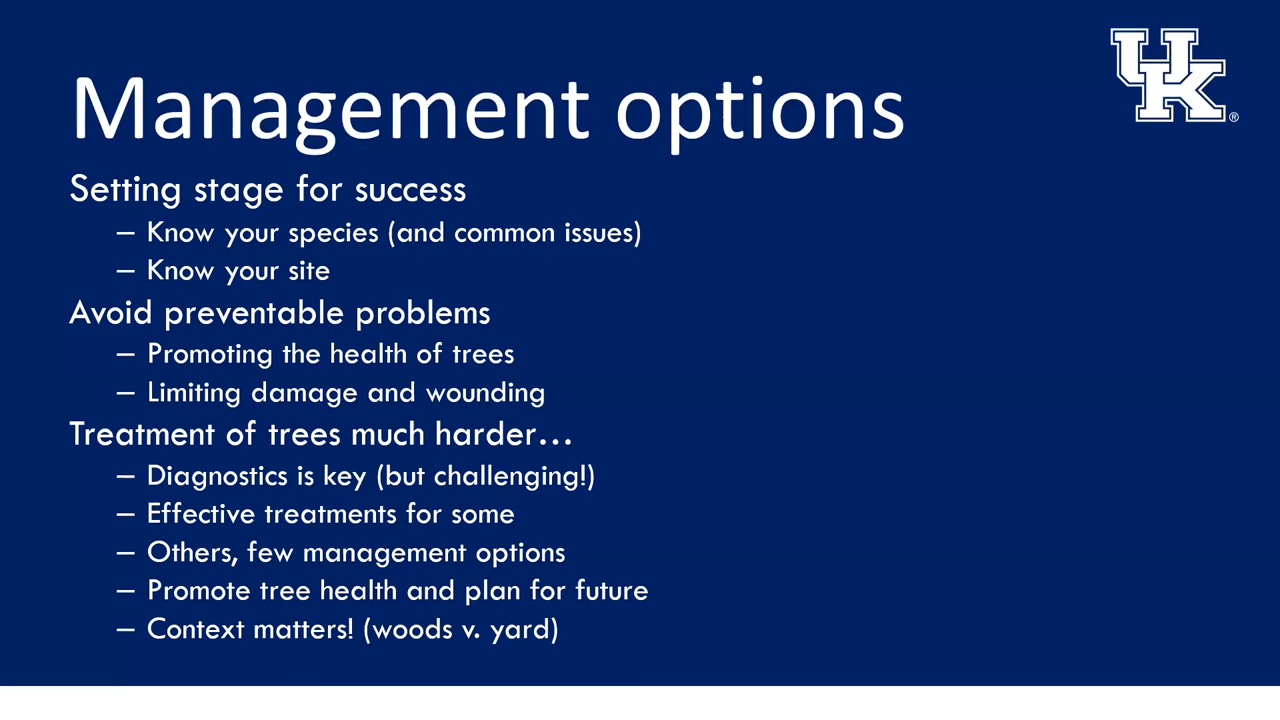 Management options
UK®
Setting stage for success
– Know your species (and common issues)
– Know your site
Avoid preventable problems
– Promoting the health of trees
– Limiting damage and wounding
Treatment of trees much harder…
– Diagnostics is key (but challenging!)
– Effective treatments for some
– Others, few management options
– Promote tree health and plan for future
– Context matters! (woods v. yard)